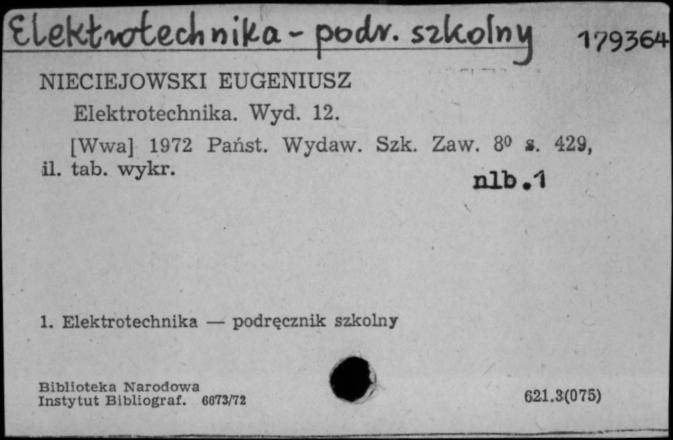 Elektrotechnika - podr. szkolny 179364
NIECIEJOWSKI EUGENIUSZ
Elektrotechnika. Wyd. 12.
[Wwa] 1972 Państ. Wydaw. Szk. Zaw. 8⁰ s. 429,
il. tab. wykr.
nlb.1
1. Elektrotechnika — podręcznik szkolny
Biblioteka Narodowa
Instytut Bibliograf. 6673/72
621.3(075)